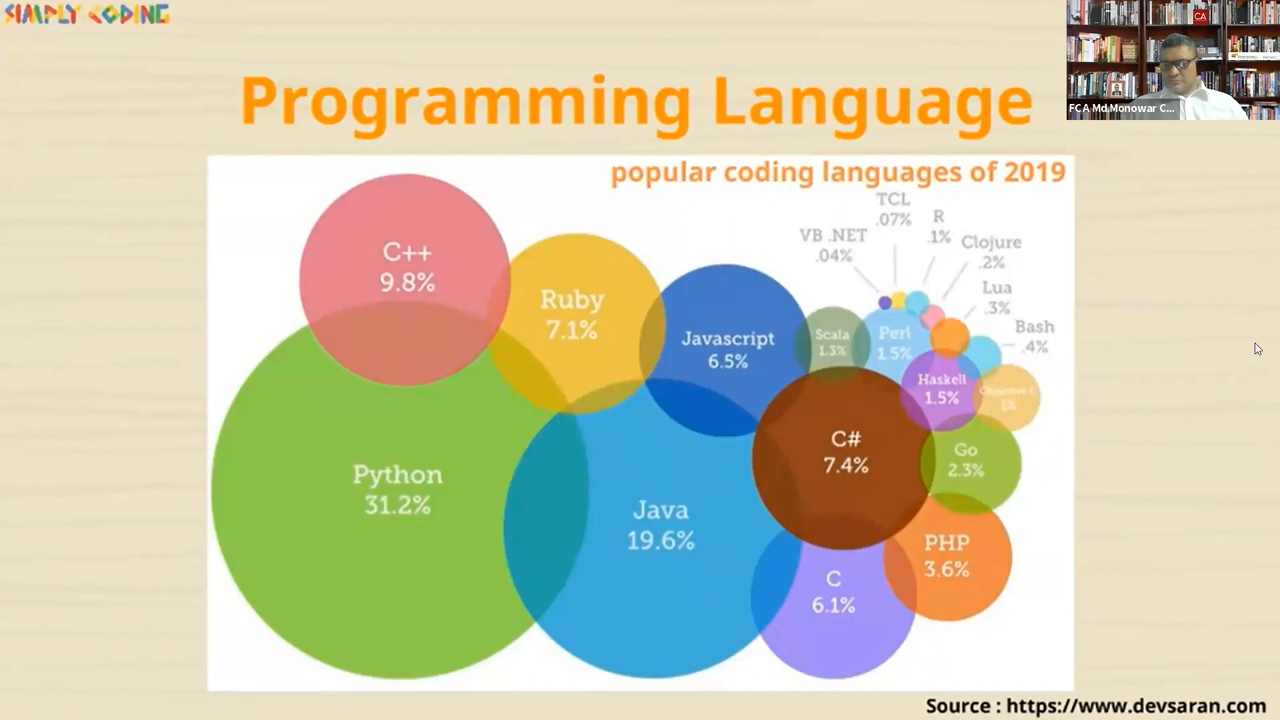 SIMPLY CODING
CA
FCA Md.Monowar C...
Programming Language
popular coding languages of 2019
TCL
.07%
R
.1%
VB .NET
.04%
Clojure
.2%
Lua
.3%
Bash
.4%
C++
9.8%
Ruby
7.1%
Javascript
6.5%
Scala
1.3%
Perl
1.5%
Haskell
1.5%
1%
C#
7.4%
Go
2.3%
Python
31.2%
Java
19.6%
PHP
3.6%
C
6.1%
Source : https://www.devsaran.com